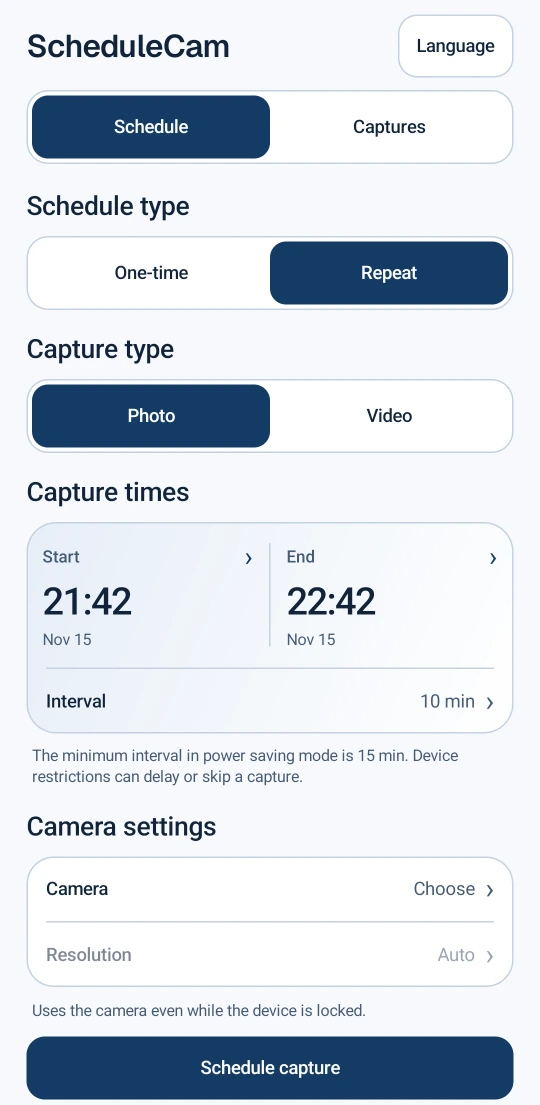 ScheduleCam
Language
Schedule
Captures
Schedule type
One-time
Repeat
Capture type
Photo
Video
Capture times
Start
End
21:42
22:42
Nov 15
Nov 15
Interval
10 min
The minimum interval in power saving mode is 15 min. Device
restrictions can delay or skip a capture.
Camera settings
Camera
Choose
Resolution
Auto
Uses the camera even while the device is locked.
Schedule capture